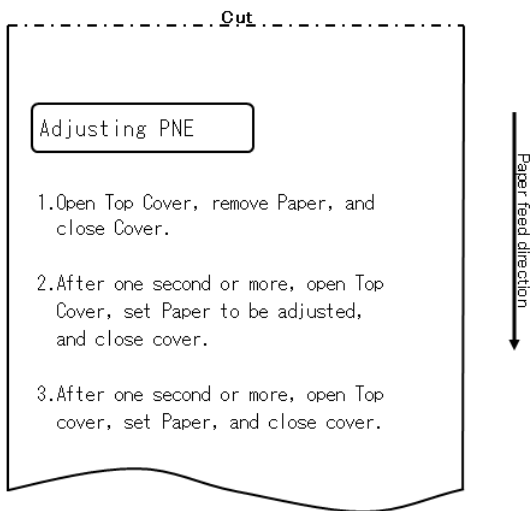 Cut
Adjusting PNE
1.Open Top Cover, remove Paper, and
close Cover.
2.After one second or more, open Top
Cover, set Paper to be adjusted,
and close cover.
3.After one second or more, open Top
cover, set Paper, and close cover.
Paper feed direction